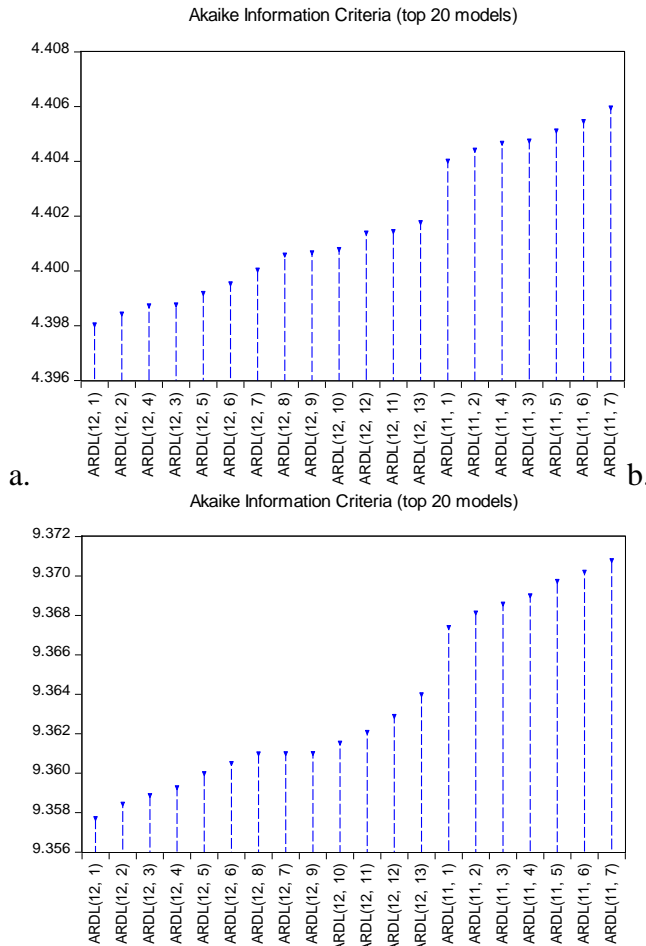 Akaike Information Criteria (top 20 models)
4.408
4.406
4.404
4.402
4.400
4.398
4.396
ARDL(12, 1)
ARDL(12, 2)
ARDL(12, 4)
ARDL(12, 3)
ARDL(12, 5)
ARDL(12, 6)
ARDL(12, 7)
ARDL(12, 8)
ARDL(12, 9)
ARDL(12, 10)
ARDL(12, 12)
ARDL(12, 11)
ARDL(12, 13)
ARDL(11, 1)
ARDL(11, 2)
ARDL(11, 4)
ARDL(11, 3)
ARDL(11, 5)
ARDL(11, 6)
ARDL(11, 7)
a.
b.
Akaike Information Criteria (top 20 models)
9.372
9.370
9.368
9.366
9.364
9.362
9.360
9.358
9.356
ARDL(12, 1)
ARDL(12, 2)
ARDL(12, 3)
ARDL(12, 4)
ARDL(12, 5)
ARDL(12, 6)
ARDL(12, 8)
ARDL(12, 7)
ARDL(12, 9)
ARDL(12, 10)
ARDL(12, 11)
ARDL(12, 12)
ARDL(12, 13)
ARDL(11, 1)
ARDL(11, 2)
ARDL(11, 3)
ARDL(11, 4)
ARDL(11, 5)
ARDL(11, 6)
ARDL(11, 7)